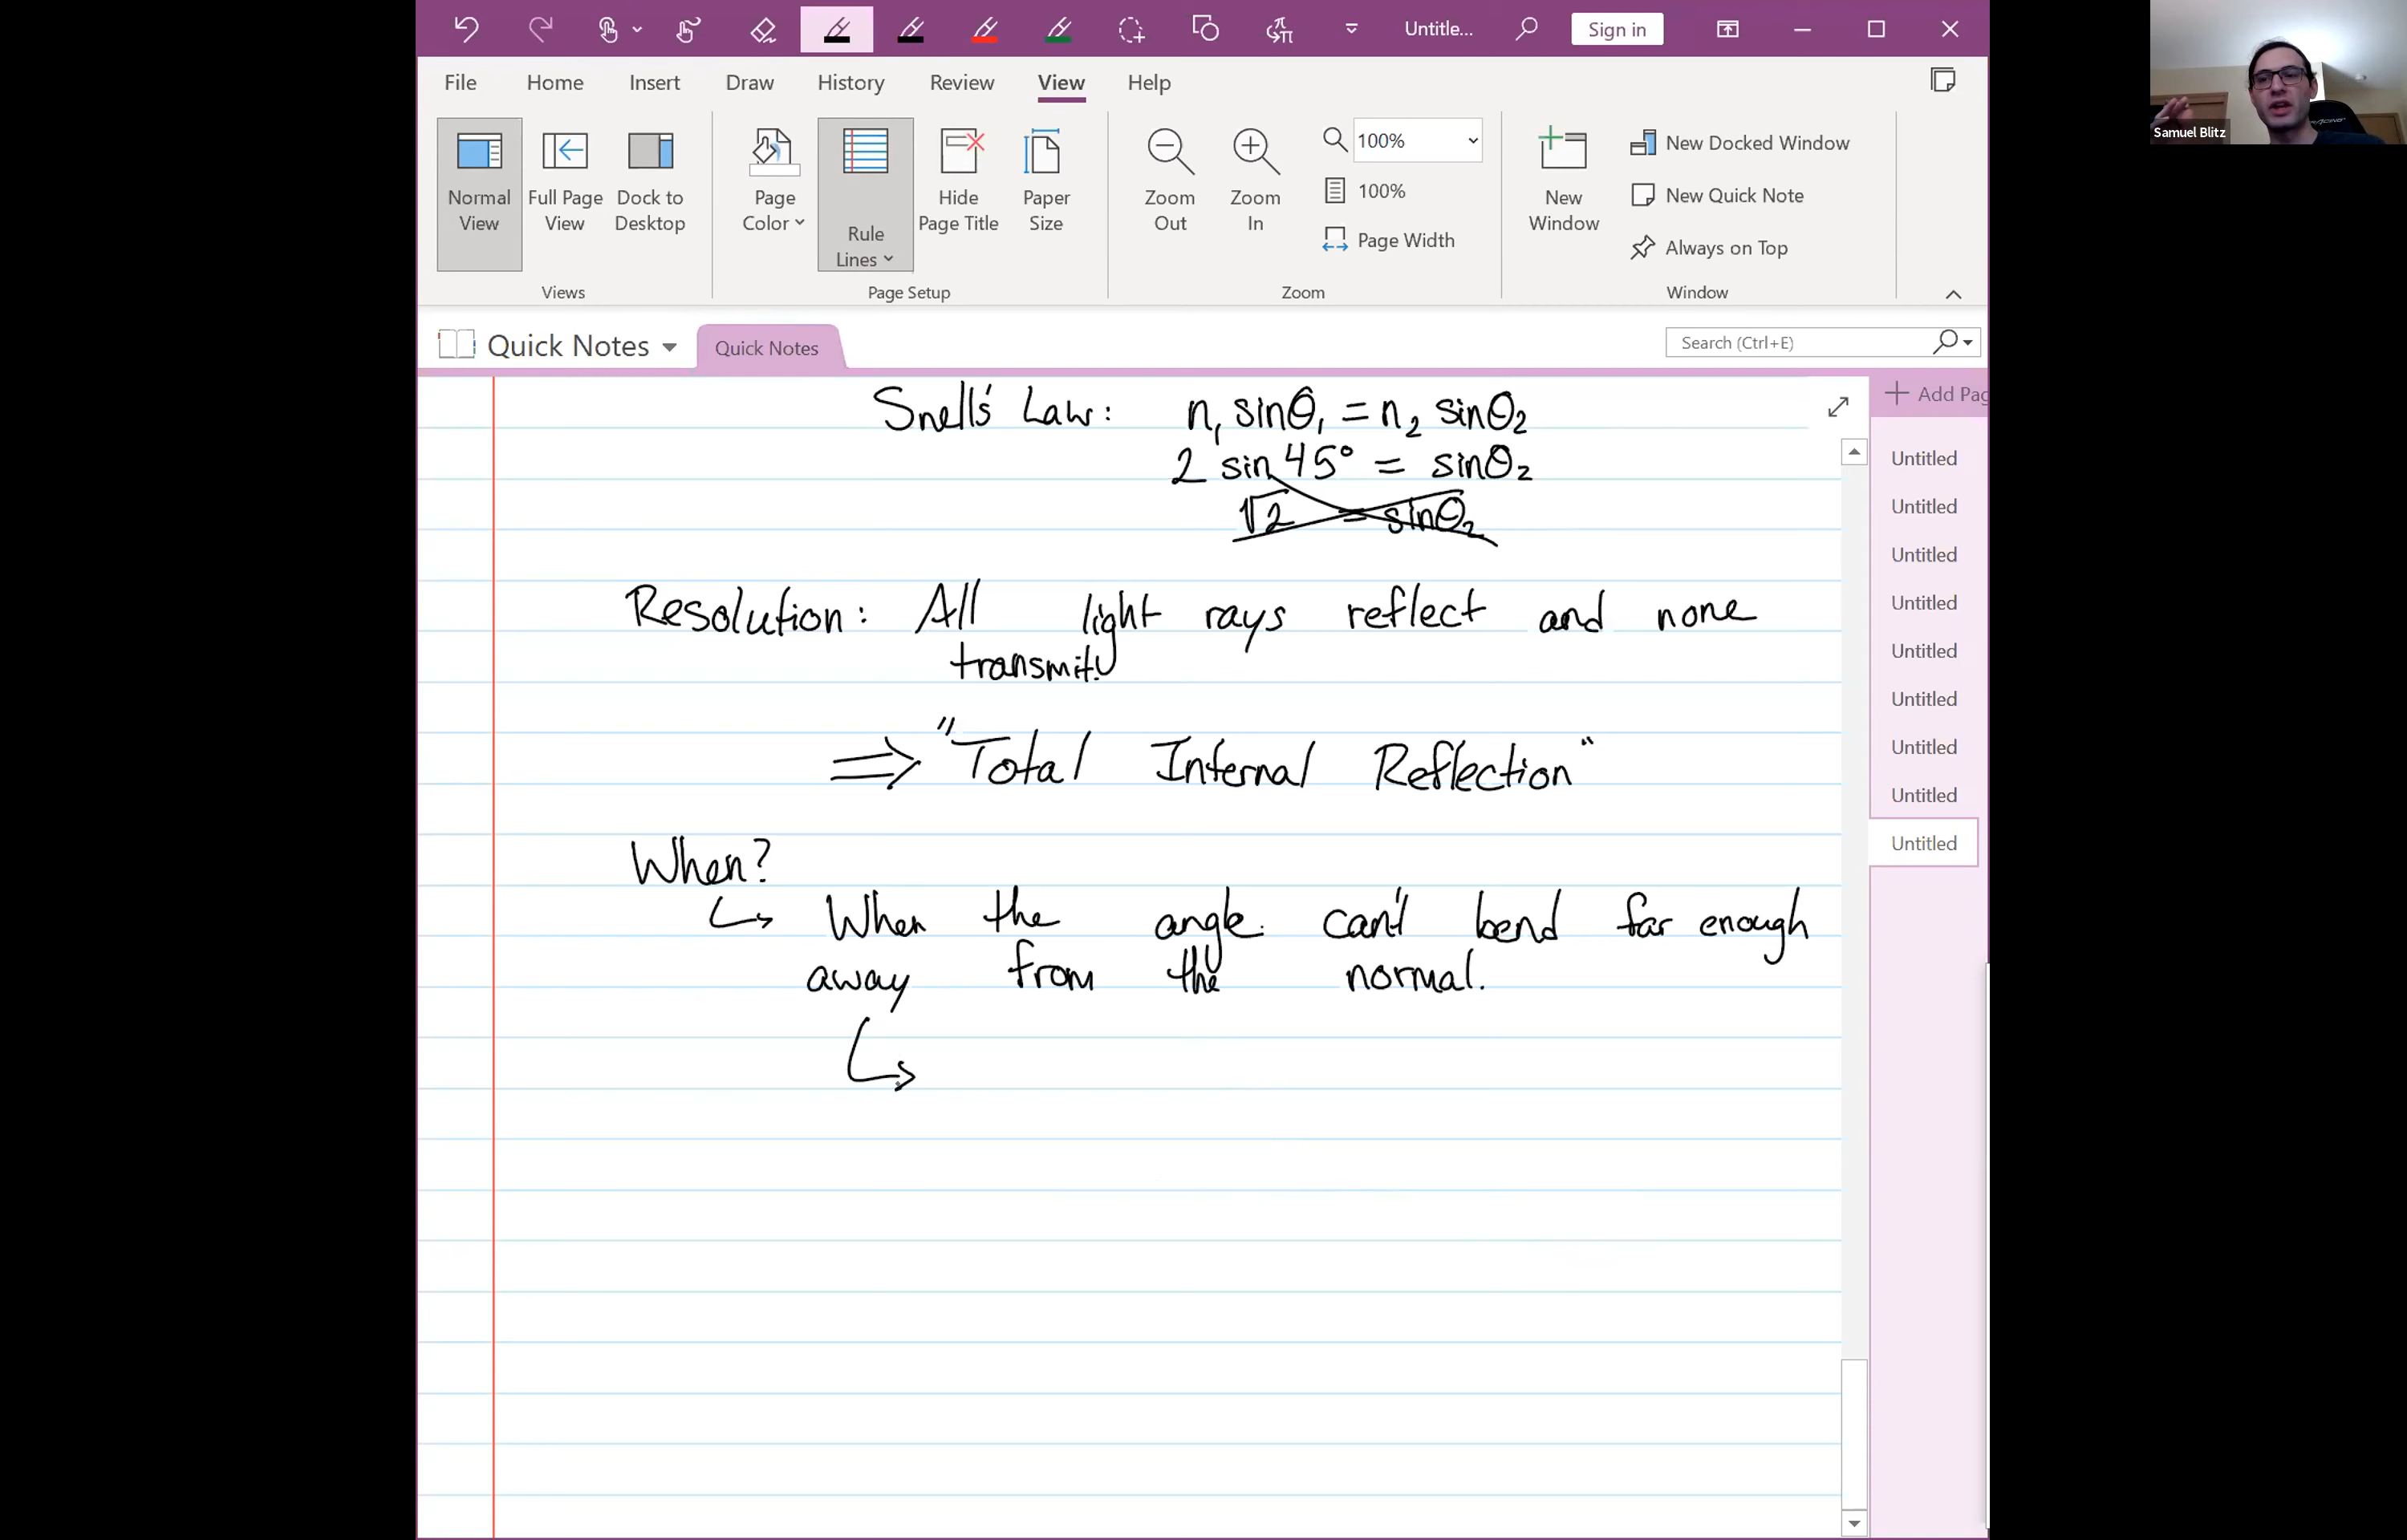 Untitle...
Sign in
File Home Insert Draw History Review View Help
Normal View
Full Page View
Dock to Desktop
Views
Page Color
Rule Lines
Hide Page Title
Paper Size
Page Setup
Zoom Out
Zoom In
100%
100%
Page Width
Zoom
New Window
New Docked Window
New Quick Note
Always on Top
Window
Quick Notes
Quick Notes
Search (Ctrl+E)
Snell's Law: n₁ sinθ₁ = n₂ sinθ₂
2 sin 45° = sinθ₂
√2 = sinθ₂
Resolution: All light rays reflect and none
transmit.
⇒ "Total Internal Reflection"
When?
↳ When the angle can't bend far enough
away from the normal.
↳
Add Pag
Untitled
Untitled
Untitled
Untitled
Untitled
Untitled
Untitled
Untitled
Untitled
Samuel Blitz